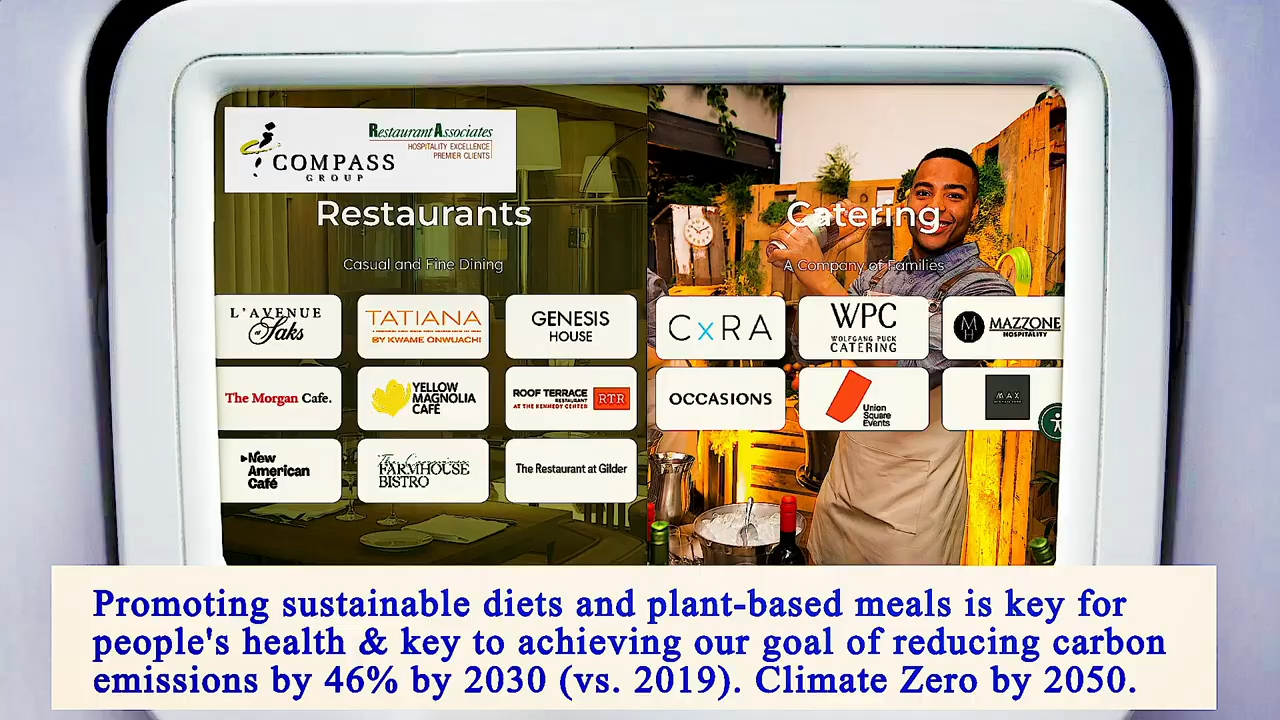 COMPASS
GROUP
Restaurant Associates
HOSPITALITY EXCELLENCE
PREMIER CLIENTS
Restaurants
Casual and Fine Dining
L'AVENUE
Saks
TATIANA
BY KWAME ONWUACHI
GENESIS
HOUSE
The Morgan Cafe.
YELLOW
MAGNOLIA
CAFÉ
ROOF TERRACE
RESTAURANT
AT THE KENNEDY CENTER
RTR
New
American
Café
FARMHOUSE
BISTRO
The Restaurant at Gilder
Catering
A Company of Families
CxRA
WPC
WOLFGANG PUCK
CATERING
MH
MAZZONE
HOSPITALITY
OCCASIONS
Union
Square
Events
MAX
Promoting sustainable diets and plant-based meals is key for
people's health & key to achieving our goal of reducing carbon
emissions by 46% by 2030 (vs. 2019). Climate Zero by 2050.